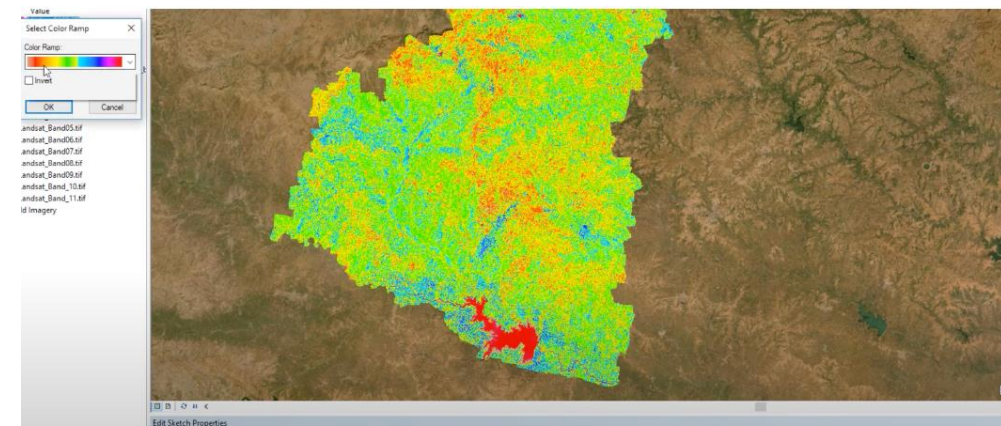 Value
Select Color Ramp
Color Ramp:
Invert
OK
Cancel
andsat_Band05.tif
andsat_Band06.tif
andsat_Band07.tif
andsat_Band08.tif
andsat_Band09.tif
andsat_Band_10.tif
andsat_Band_11.tif
ld Imagery
Edit Sketch Properties